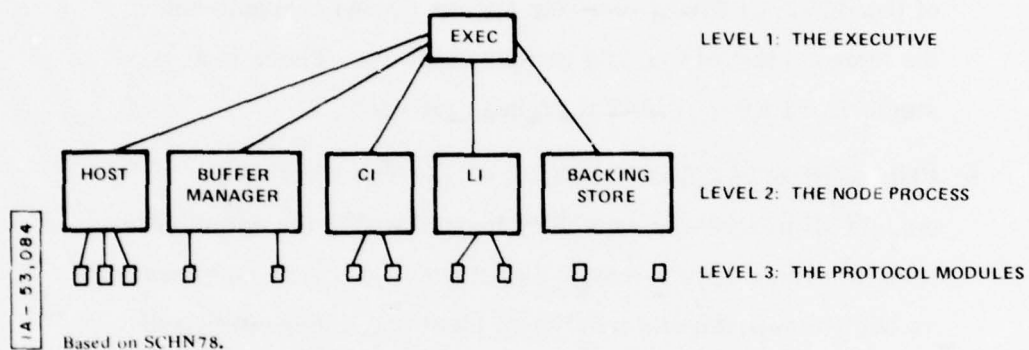 EXEC
LEVEL 1: THE EXECUTIVE
HOST
BUFFER
MANAGER
CI
LI
BACKING
STORE
LEVEL 2: THE NODE PROCESS
LEVEL 3: THE PROTOCOL MODULES
IA - 53,084
Based on SCHN78.